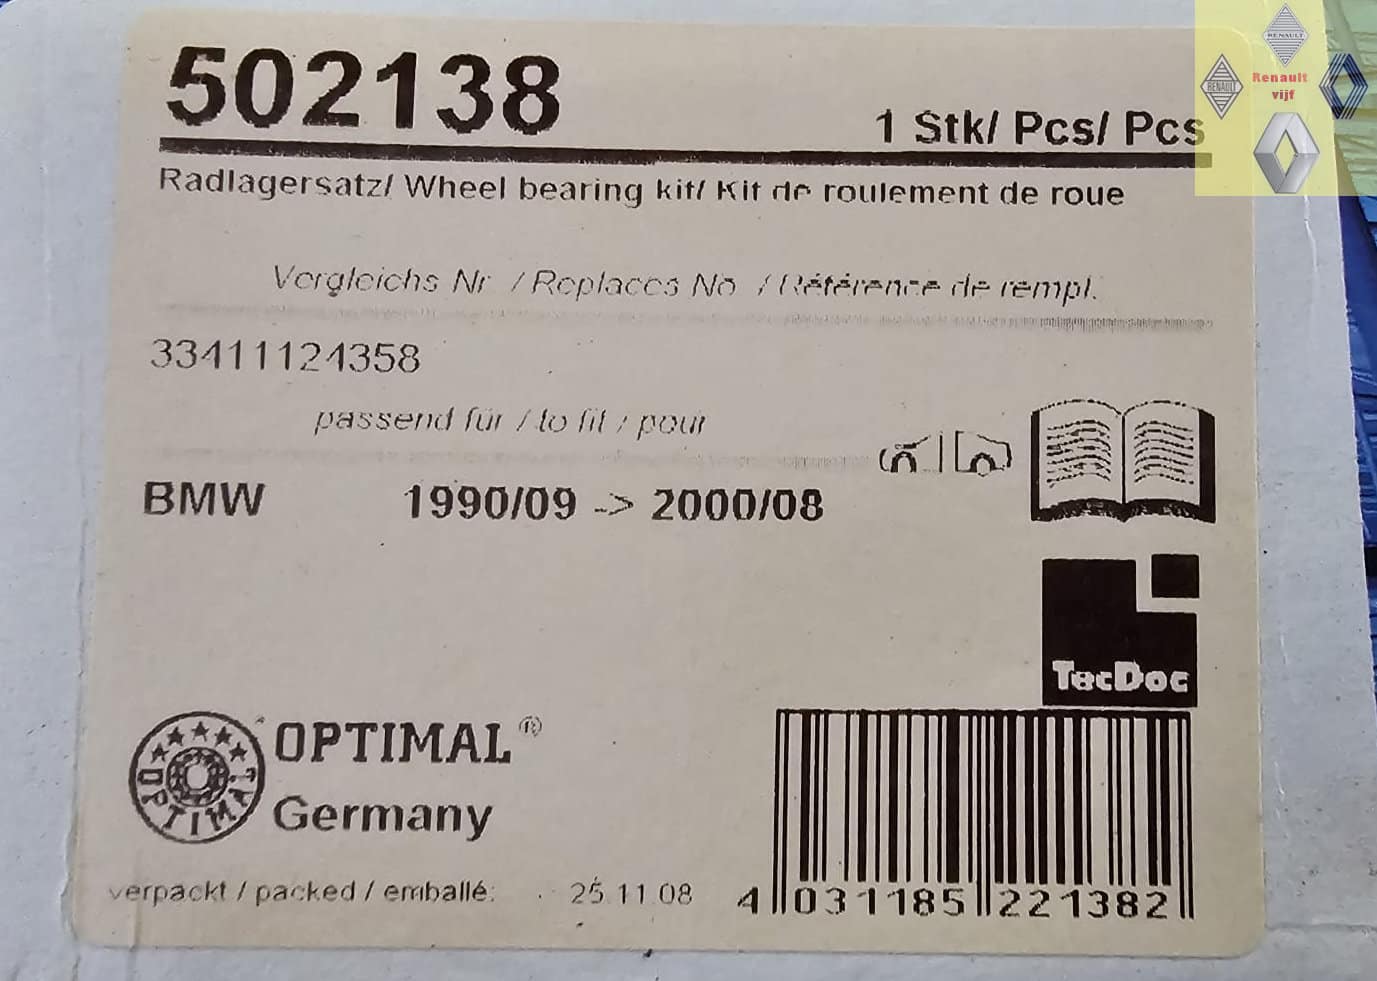 502138
1 Stk/ Pcs/ Pcs
Radlagersatz/ Wheel bearing kit/ Kit de roulement de roue
Vergleichs Nr. / Replaces No. / Référence de rempl.
33411124358
passend für / to fit / pour
BMW 1990/09 -> 2000/08
TecDoc
OPTIMAL
OPTIMAL®
Germany
verpackt / packed / emballé: 25.11.08
4 031185 221382
RENAULT
RENAULT
Renault
vijf